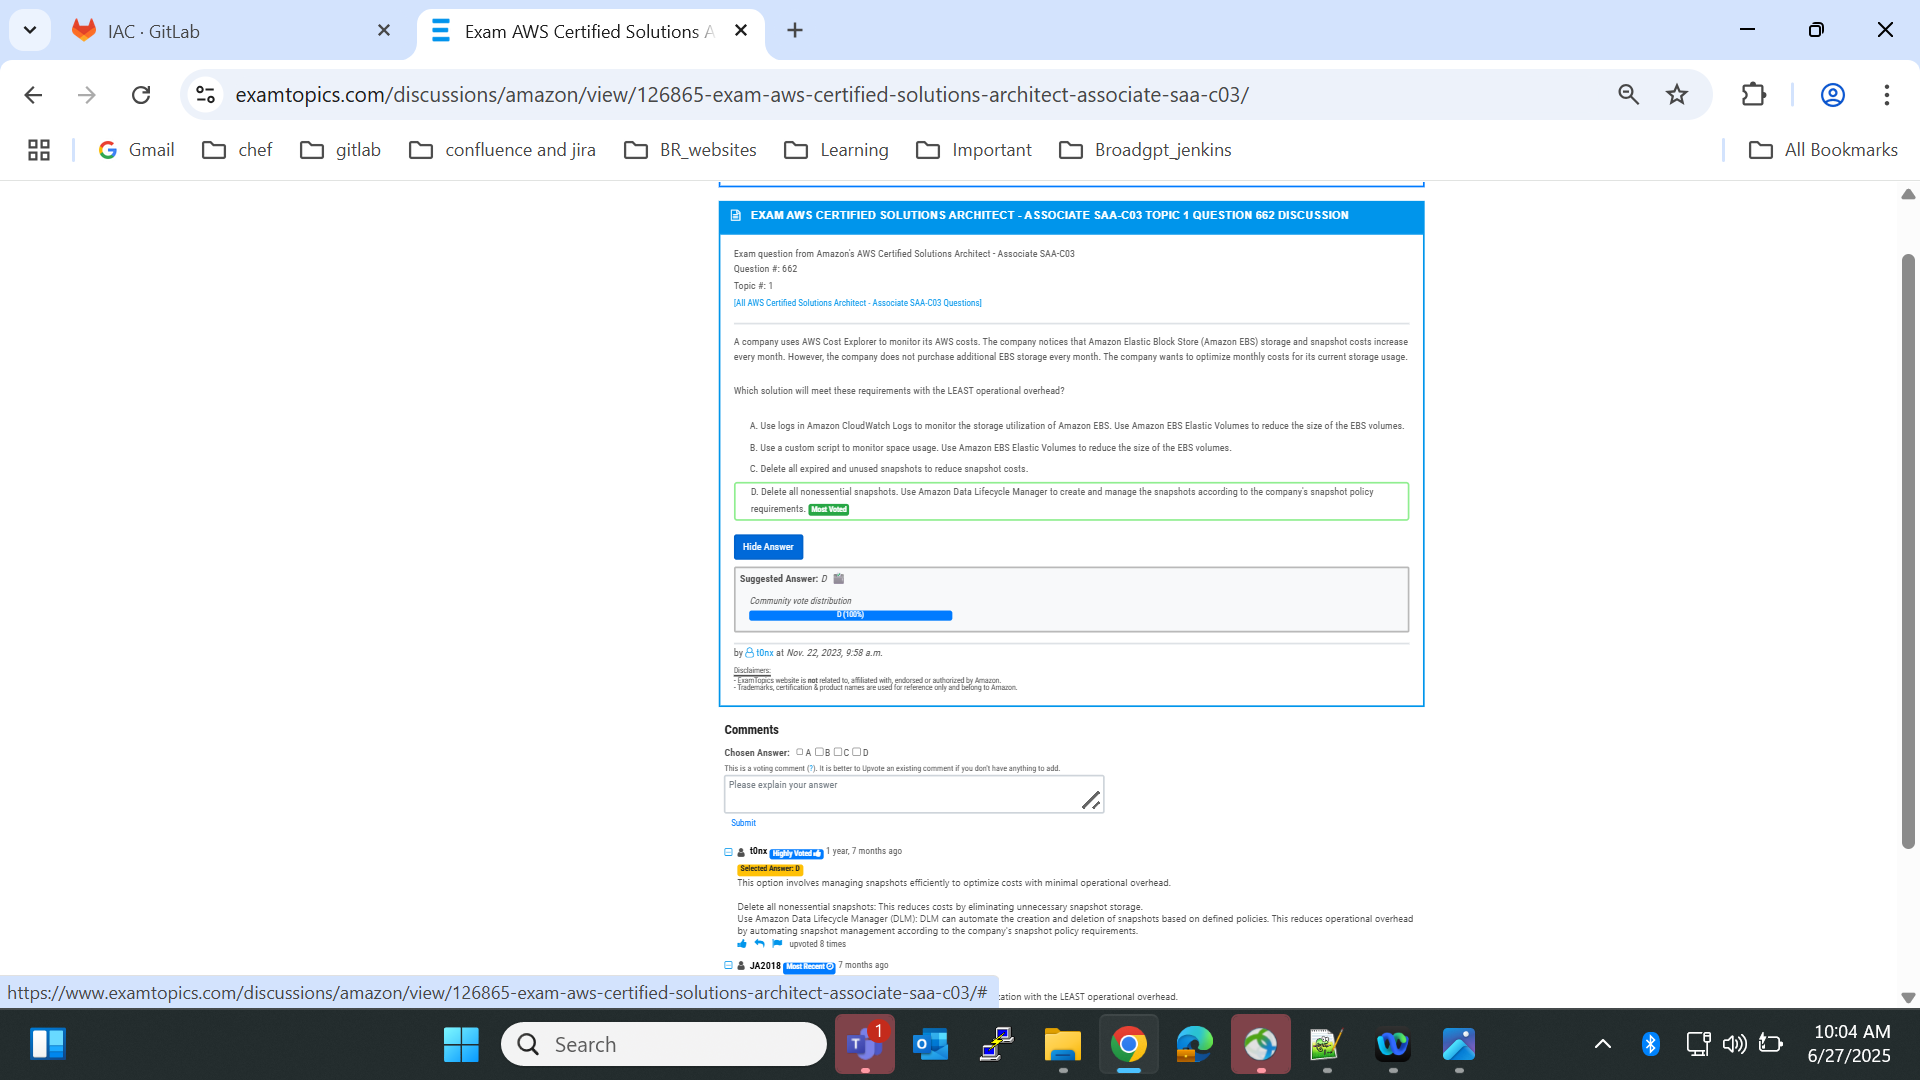 IAC · GitLab
Exam AWS Certified Solutions A
examtopics.com/discussions/amazon/view/126865-exam-aws-certified-solutions-architect-associate-saa-c03/
Gmail
chef
gitlab
confluence and jira
BR_websites
Learning
Important
Broadgpt_jenkins
All Bookmarks
EXAM AWS CERTIFIED SOLUTIONS ARCHITECT - ASSOCIATE SAA-C03 TOPIC 1 QUESTION 662 DISCUSSION
Exam question from Amazon's AWS Certified Solutions Architect - Associate SAA-C03
Question #: 662
Topic #: 1
[All AWS Certified Solutions Architect - Associate SAA-C03 Questions]
A company uses AWS Cost Explorer to monitor its AWS costs. The company notices that Amazon Elastic Block Store (Amazon EBS) storage and snapshot costs increase
every month. However, the company does not purchase additional EBS storage every month. The company wants to optimize monthly costs for its current storage usage.
Which solution will meet these requirements with the LEAST operational overhead?
A. Use logs in Amazon CloudWatch Logs to monitor the storage utilization of Amazon EBS. Use Amazon EBS Elastic Volumes to reduce the size of the EBS volumes.
B. Use a custom script to monitor space usage. Use Amazon EBS Elastic Volumes to reduce the size of the EBS volumes.
C. Delete all expired and unused snapshots to reduce snapshot costs.
D. Delete all nonessential snapshots. Use Amazon Data Lifecycle Manager to create and manage the snapshots according to the company's snapshot policy
requirements. Most Voted
Hide Answer
Suggested Answer: D
Community vote distribution
D (100%)
by t0nx at Nov. 22, 2023, 9:58 a.m.
Disclaimers:
- ExamTopics website is not related to, affiliated with, endorsed or authorized by Amazon.
- Trademarks, certification & product names are used for reference only and belong to Amazon.
Comments
Chosen Answer: A B C D
This is a voting comment (?). It is better to Upvote an existing comment if you don't have anything to add.
Please explain your answer
Submit
t0nx Highly Voted 1 year, 7 months ago
Selected Answer: D
This option involves managing snapshots efficiently to optimize costs with minimal operational overhead.
Delete all nonessential snapshots: This reduces costs by eliminating unnecessary snapshot storage.
Use Amazon Data Lifecycle Manager (DLM): DLM can automate the creation and deletion of snapshots based on defined policies. This reduces operational overhead
by automating snapshot management according to the company's snapshot policy requirements.
upvoted 8 times
JA2018 Most Recent 7 months ago
https://www.examtopics.com/discussions/amazon/view/126865-exam-aws-certified-solutions-architect-associate-saa-c03/#
with the LEAST operational overhead.
Search
1
10:04 AM
6/27/2025